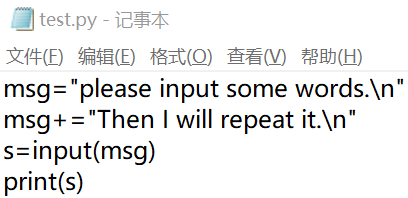 test.py - 记事本
文件(F) 编辑(E) 格式(O) 查看(V) 帮助(H)
msg="please input some words.\n"
msg+="Then I will repeat it.\n"
s=input(msg)
print(s)